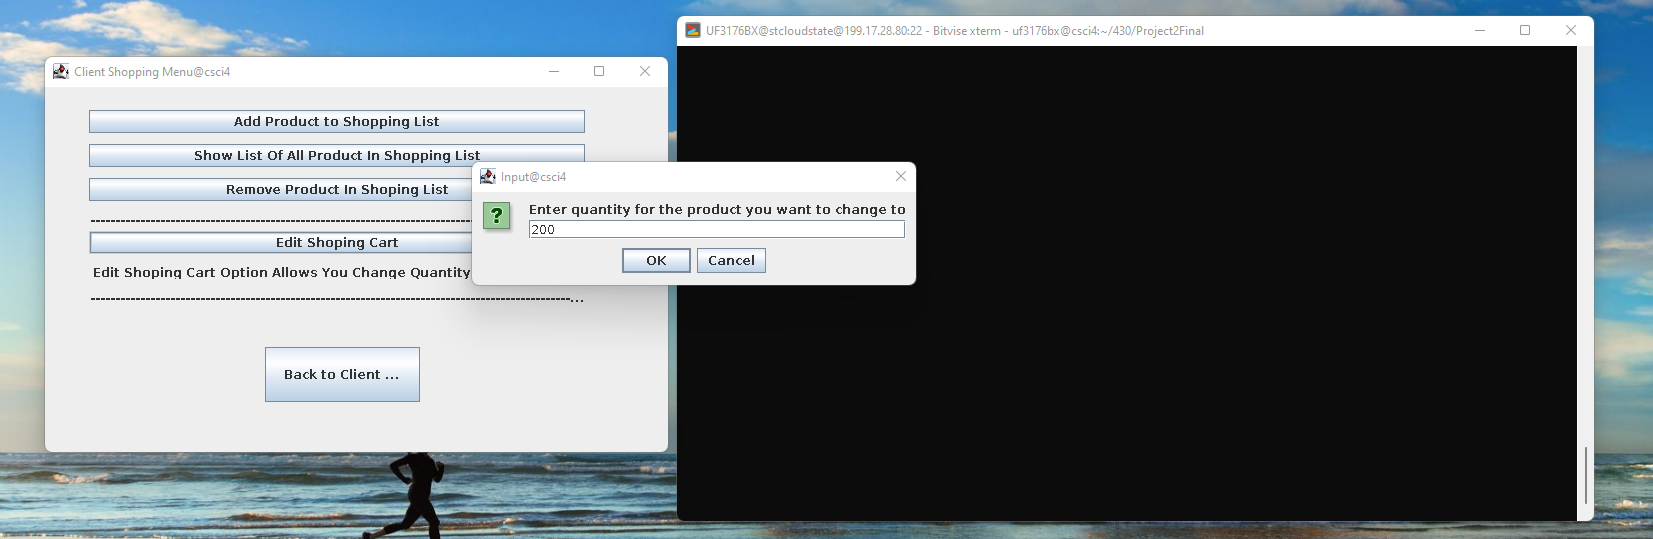 UF3176BX@stcloudstate@199.17.28.80:22 - Bitvise xterm - uf3176bx@csci4:~/430/Project2Final
Client Shopping Menu@csci4
Add Product to Shopping List
Show List Of All Product In Shopping List
Remove Product In Shoping List
--------------------------------------------------------------------------------
Edit Shoping Cart
Edit Shoping Cart Option Allows You Change Quantity
--------------------------------------------------------------------------------------------------...
Back to Client ...
Input@csci4
?
Enter quantity for the product you want to change to
200
OK Cancel